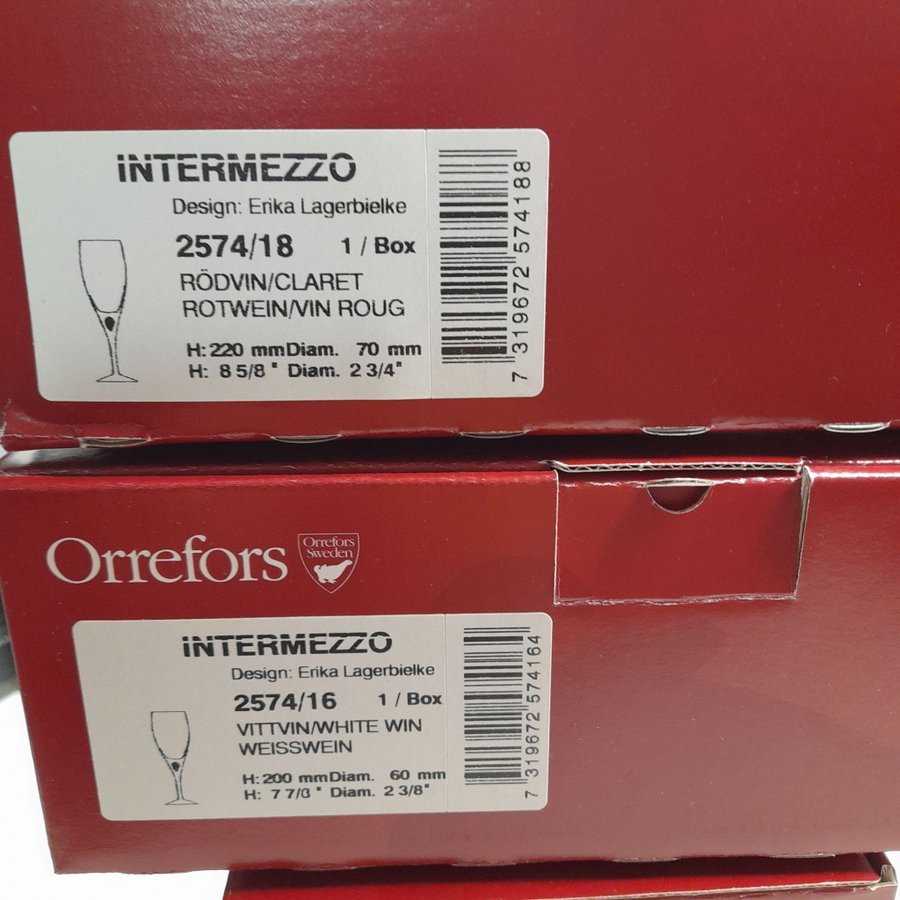 INTERMEZZO
Design: Erika Lagerbielke
2574/18 1 / Box
RÖDVIN/CLARET
ROTWEIN/VIN ROUG
H: 220 mm Diam. 70 mm
H: 8 5/8 " Diam. 2 3/4"
7 319672 574188
Orrefors
Orrefors
Sweden
INTERMEZZO
Design: Erika Lagerbielke
2574/16 1 / Box
VITTVIN/WHITE WIN
WEISSWEIN
H: 200 mm Diam. 60 mm
H: 7 7/8 " Diam. 2 3/8"
7 319672 574164